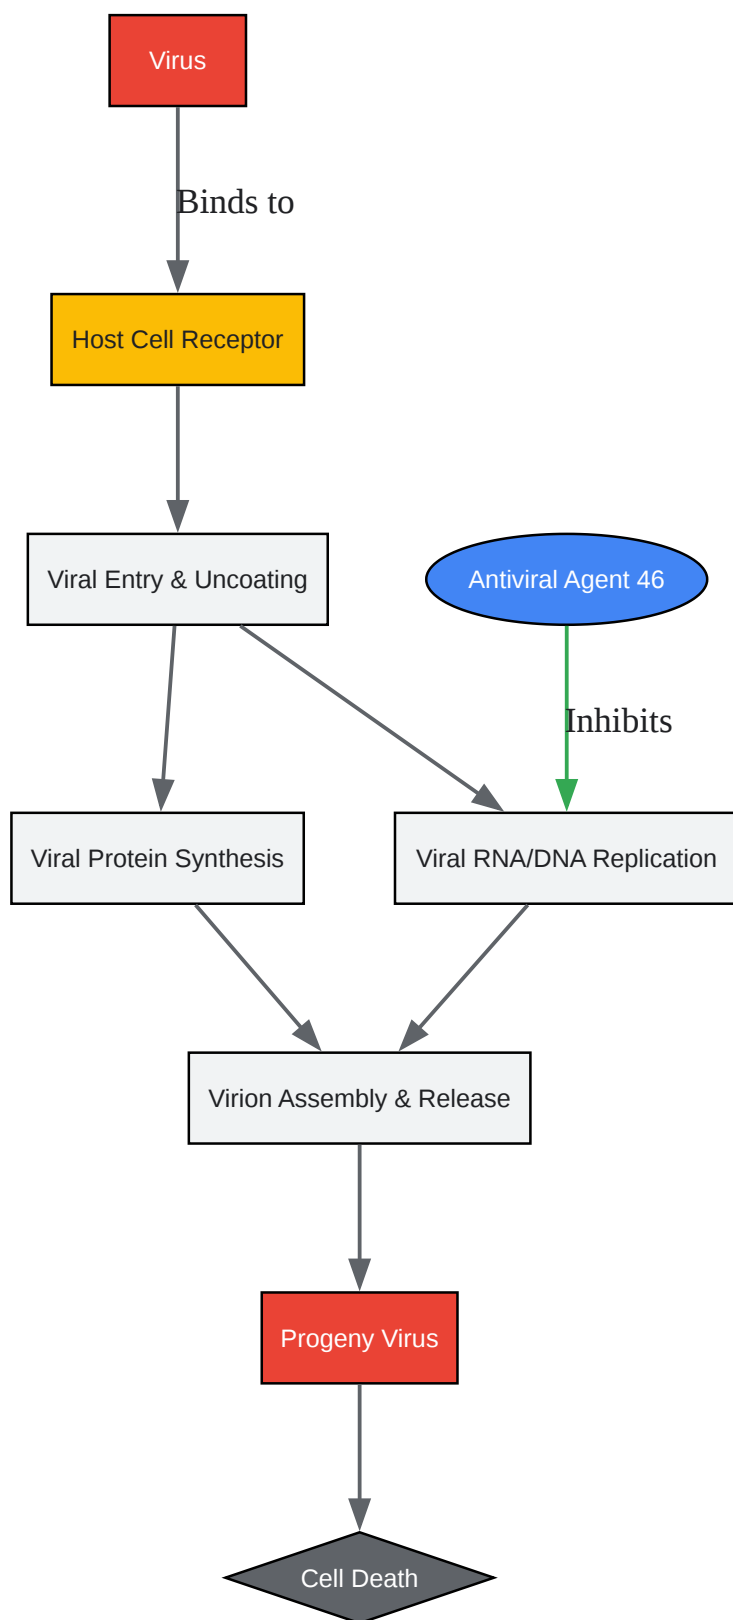 Virus
Binds to
Host Cell Receptor
Viral Entry & Uncoating
Antiviral Agent 46
Inhibits
Viral Protein Synthesis
Viral RNA/DNA Replication
Virion Assembly & Release
Progeny Virus
Cell Death